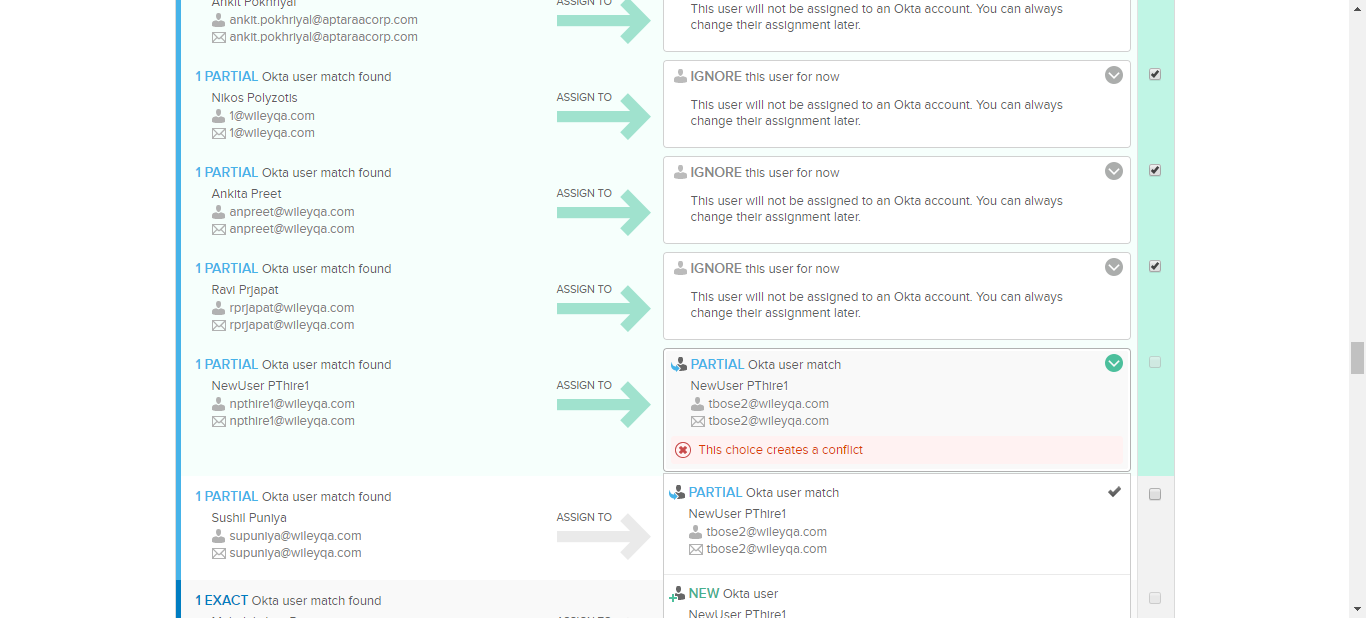 Ankit Pokhriyal
ankit.pokhriyal@aptaraacorp.com
ankit.pokhriyal@aptaraacorp.com
ASSIGN TO
This user will not be assigned to an Okta account. You can always
change their assignment later.
1 PARTIAL Okta user match found
Nikos Polyzotis
1@wileyqa.com
1@wileyqa.com
ASSIGN TO
IGNORE this user for now
This user will not be assigned to an Okta account. You can always
change their assignment later.
1 PARTIAL Okta user match found
Ankita Preet
anpreet@wileyqa.com
anpreet@wileyqa.com
ASSIGN TO
IGNORE this user for now
This user will not be assigned to an Okta account. You can always
change their assignment later.
1 PARTIAL Okta user match found
Ravi Prjapat
rprjapat@wileyqa.com
rprjapat@wileyqa.com
ASSIGN TO
IGNORE this user for now
This user will not be assigned to an Okta account. You can always
change their assignment later.
1 PARTIAL Okta user match found
NewUser PThire1
npthire1@wileyqa.com
npthire1@wileyqa.com
ASSIGN TO
PARTIAL Okta user match
NewUser PThire1
tbose2@wileyqa.com
tbose2@wileyqa.com
This choice creates a conflict
1 PARTIAL Okta user match found
Sushil Puniya
supuniya@wileyqa.com
supuniya@wileyqa.com
ASSIGN TO
PARTIAL Okta user match
NewUser PThire1
tbose2@wileyqa.com
tbose2@wileyqa.com
1 EXACT Okta user match found
ASSIGN TO
NEW Okta user
NewUser PThire1